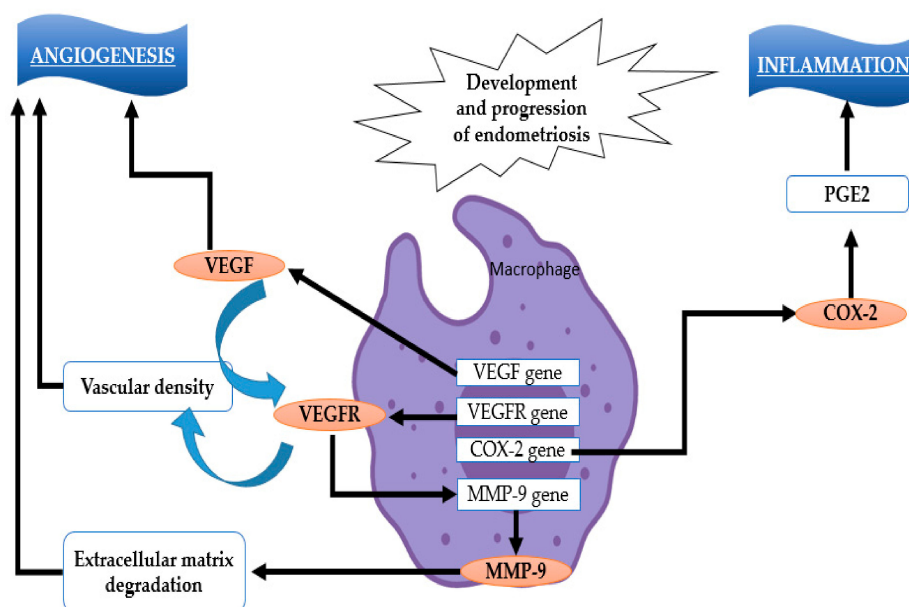 ANGIOGENESIS
Development
and progression
of endometriosis
INFLAMMATION
PGE2
Macrophage
VEGF
COX-2
VEGF gene
Vascular density
VEGFR
VEGFR gene
COX-2 gene
MMP-9 gene
Extracellular matrix
degradation
MMP-9